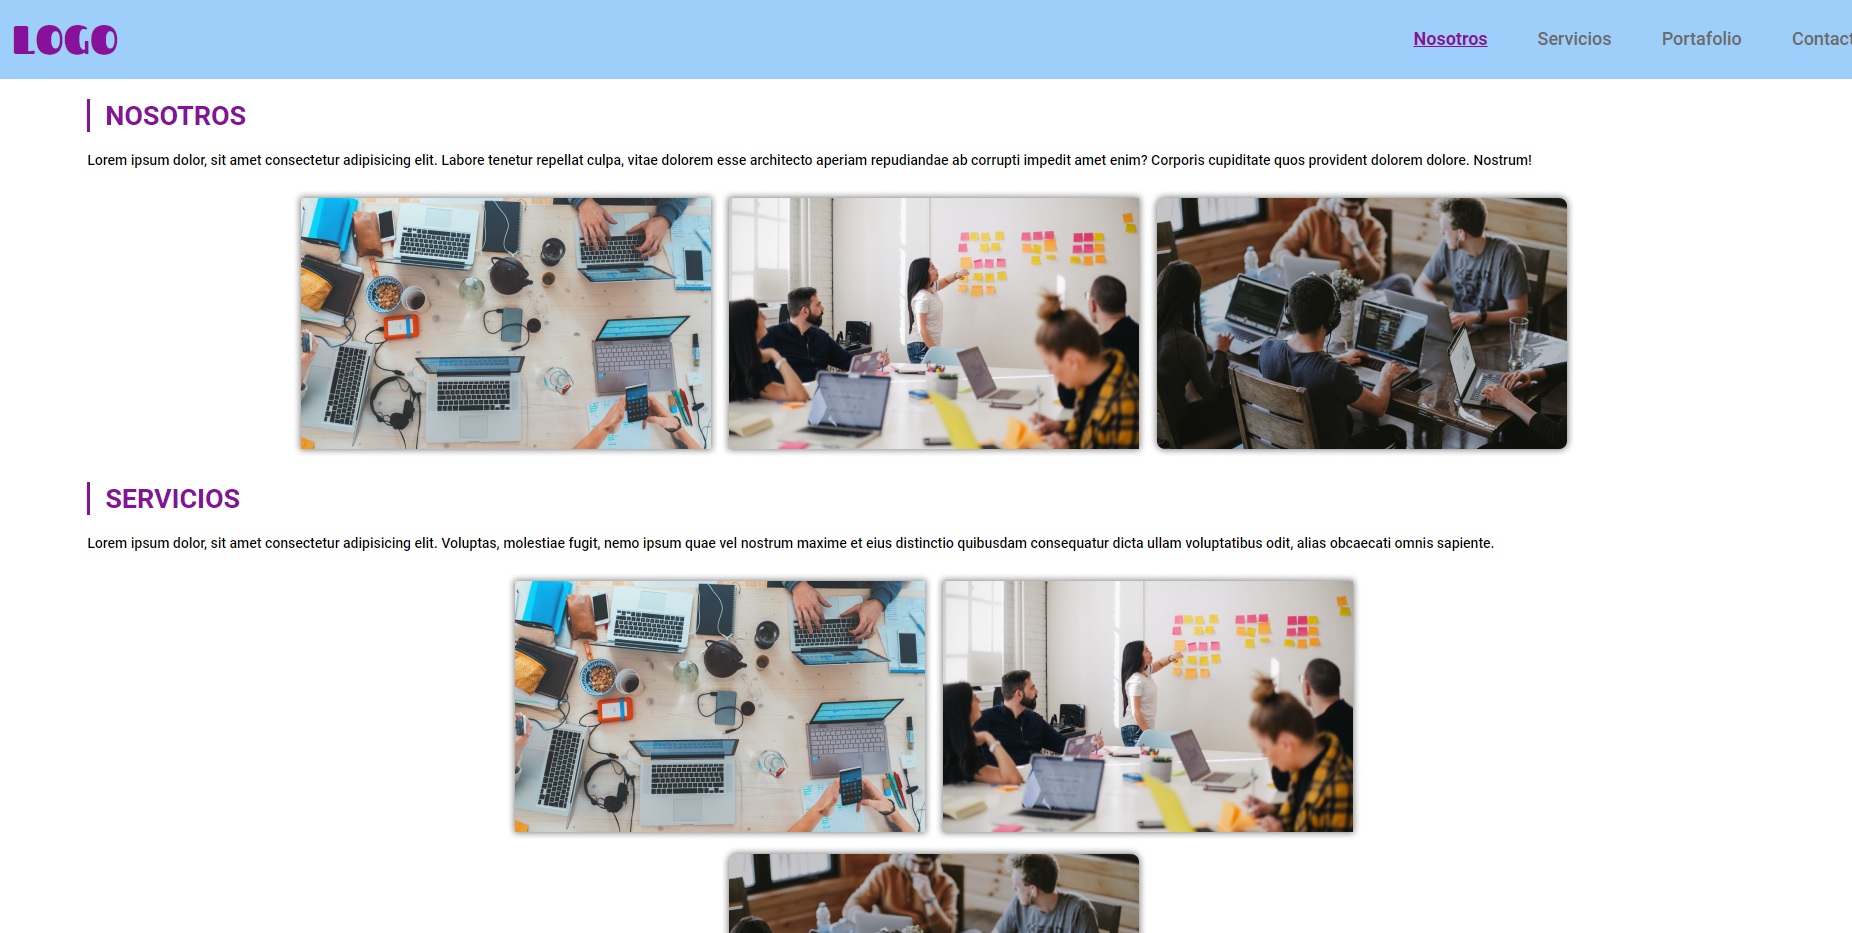 LOGO
Nosotros Servicios Portafolio Contact
NOSOTROS
Lorem ipsum dolor, sit amet consectetur adipisicing elit. Labore tenetur repellat culpa, vitae dolorem esse architecto aperiam repudiandae ab corrupti impedit amet enim? Corporis cupiditate quos provident dolorem dolore. Nostrum!
SERVICIOS
Lorem ipsum dolor, sit amet consectetur adipisicing elit. Voluptas, molestiae fugit, nemo ipsum quae vel nostrum maxime et eius distinctio quibusdam consequatur dicta ullam voluptatibus odit, alias obcaecati omnis sapiente.